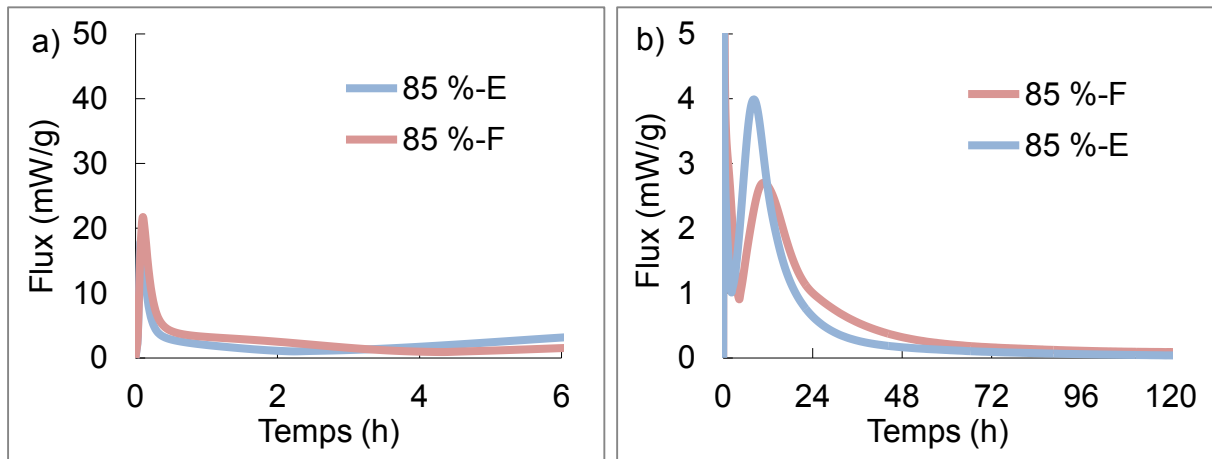 a)
Flux (mW/g)
50
40
30
20
10
0
85 %-E
85 %-F
0 2 4 6
Temps (h)
b)
Flux (mW/g)
5
4
3
2
1
0
85 %-F
85 %-E
0 24 48 72 96 120
Temps (h)